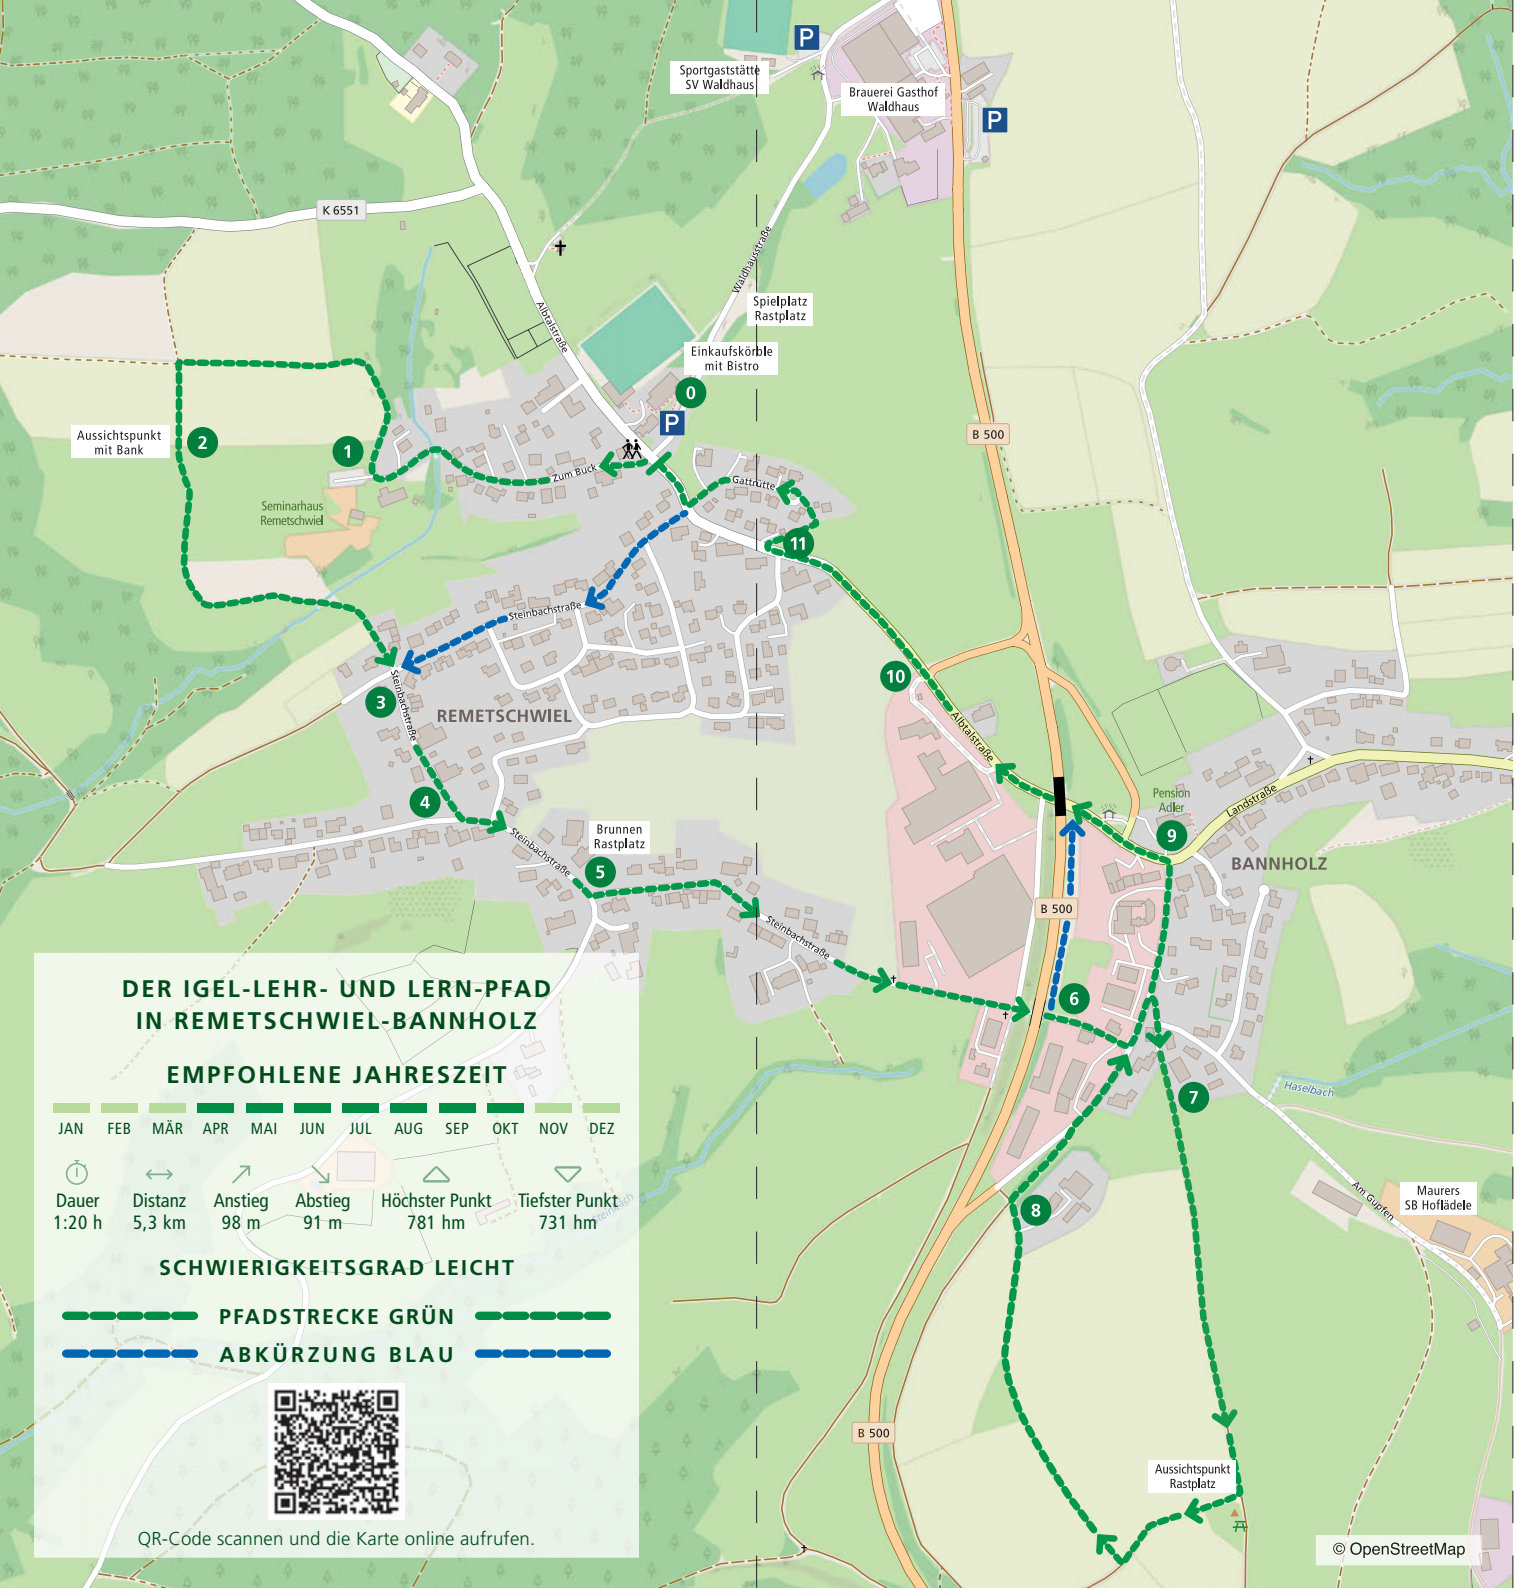 P
Sportgaststätte
SV Waldhaus
Brauerei Gasthof
Waldhaus
P
K 6551
Waldhausstraße
Albtalstraße
Spielplatz
Rastplatz
Einkaufskörble
mit Bistro
0
P
B 500
Aussichtspunkt
mit Bank
2
1
Zum Buck
Gattnütte
Seminarhaus
Remetschwiel
11
Steinbachstraße
10
3
Steinbachstraße
REMETSCHWIEL
Albtalstraße
4
Pension
Adler
Landstraße
Brunnen
Rastplatz
Steinbachstraße
9
BANNHOLZ
5
B 500
Steinbachstraße
6
7
Haselbach
8
Am Gupfen
Maurers
SB Hoflädele
Steinbach
DER IGEL-LEHR- UND LERN-PFAD
IN REMETSCHWIEL-BANNHOLZ
EMPFOHLENE JAHRESZEIT
JAN FEB MÄR APR MAI JUN JUL AUG SEP OKT NOV DEZ
Dauer Distanz Anstieg Abstieg Höchster Punkt Tiefster Punkt
1:20 h 5,3 km 98 m 91 m 781 hm 731 hm
SCHWIERIGKEITSGRAD LEICHT
PFADSTRECKE GRÜN
ABKÜRZUNG BLAU
QR-Code scannen und die Karte online aufrufen.
B 500
Aussichtspunkt
Rastplatz
© OpenStreetMap